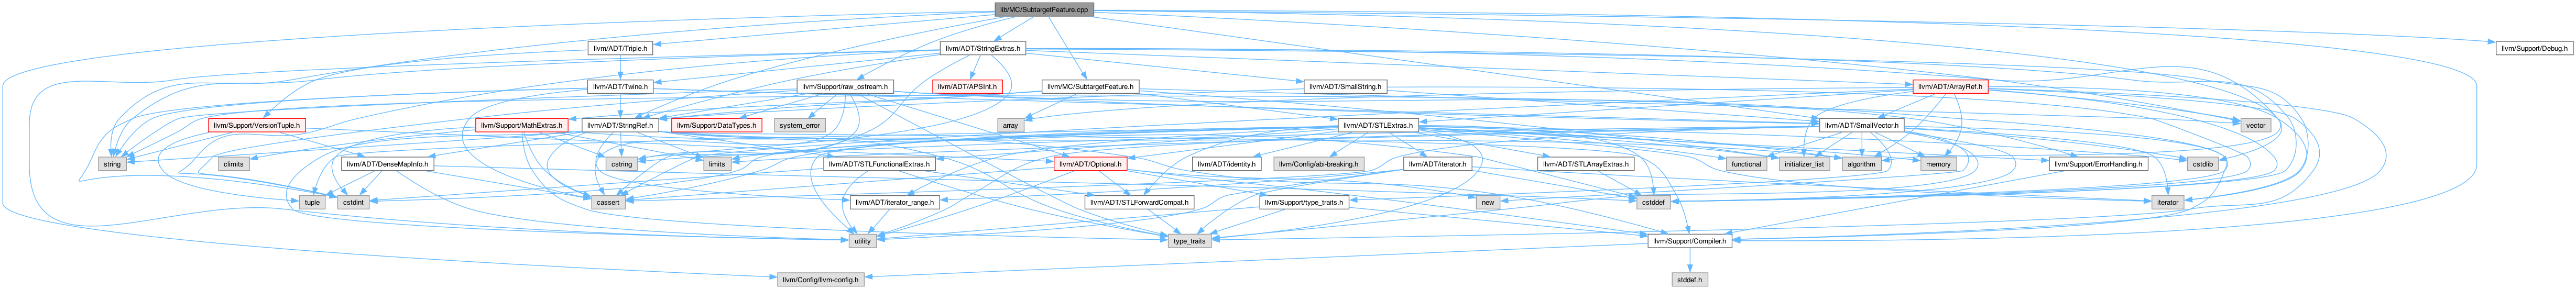 lib/MC/SubtargetFeature.cpp
llvm/ADT/Triple.h
llvm/ADT/StringExtras.h
llvm/Support/Debug.h
llvm/ADT/Twine.h
llvm/Support/raw_ostream.h
llvm/ADT/APSInt.h
llvm/MC/SubtargetFeature.h
llvm/ADT/SmallString.h
llvm/ADT/ArrayRef.h
llvm/Support/VersionTuple.h
llvm/Support/MathExtras.h
llvm/ADT/StringRef.h
llvm/Support/DataTypes.h
system_error
array
llvm/ADT/STLExtras.h
llvm/ADT/SmallVector.h
vector
string
climits
llvm/ADT/DenseMapInfo.h
cstring
limits
llvm/ADT/STLFunctionalExtras.h
llvm/ADT/Optional.h
llvm/ADT/identity.h
llvm/Config/abi-breaking.h
llvm/ADT/iterator.h
llvm/ADT/STLArrayExtras.h
functional
initializer_list
algorithm
memory
llvm/Support/ErrorHandling.h
cstdlib
tuple
cstdint
cassert
llvm/ADT/iterator_range.h
llvm/ADT/STLForwardCompat.h
llvm/Support/type_traits.h
new
cstddef
iterator
utility
type_traits
llvm/Support/Compiler.h
llvm/Config/llvm-config.h
stddef.h